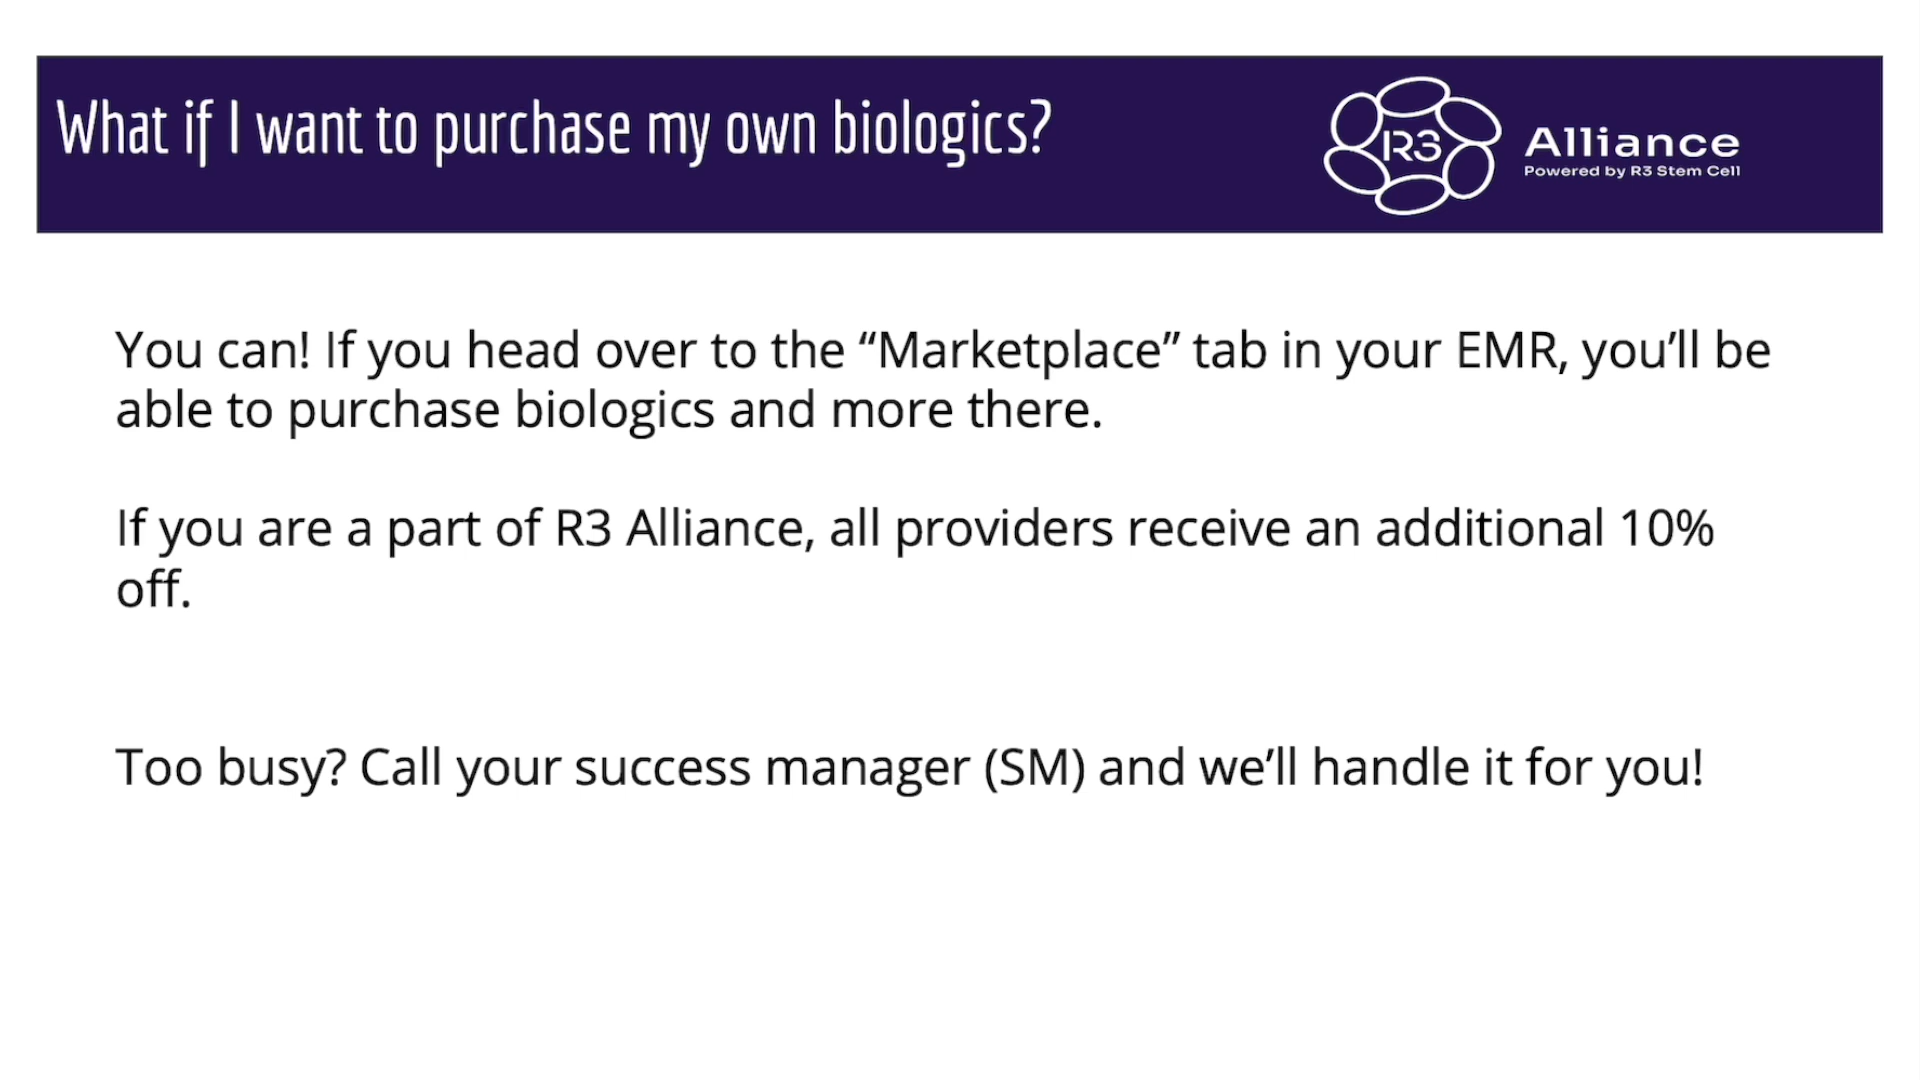 What if I want to purchase my own biologics?
R3
Alliance
Powered by R3 Stem Cell
You can! If you head over to the “Marketplace” tab in your EMR, you’ll be
able to purchase biologics and more there.
If you are a part of R3 Alliance, all providers receive an additional 10%
off.
Too busy? Call your success manager (SM) and we’ll handle it for you!